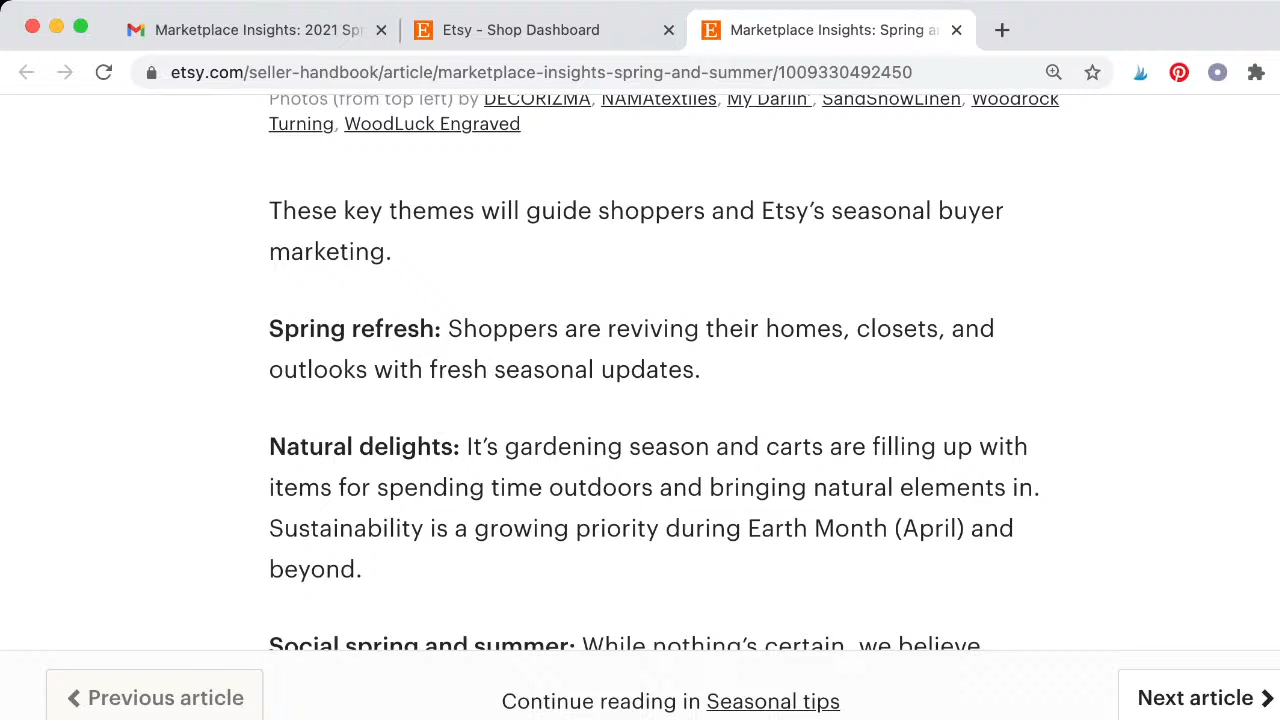 Marketplace Insights: 2021 Spr
Etsy - Shop Dashboard
Marketplace Insights: Spring a
etsy.com/seller-handbook/article/marketplace-insights-spring-and-summer/1009330492450
Photos (from top left) by DECORIZMA, NAMAtextiles, My Darlin', SandSnowLinen, Woodrock
Turning, WoodLuck Engraved
These key themes will guide shoppers and Etsy’s seasonal buyer
marketing.
Spring refresh: Shoppers are reviving their homes, closets, and
outlooks with fresh seasonal updates.
Natural delights: It’s gardening season and carts are filling up with
items for spending time outdoors and bringing natural elements in.
Sustainability is a growing priority during Earth Month (April) and
beyond.
Social spring and summer: While nothing’s certain, we believe
Previous article
Continue reading in Seasonal tips
Next article